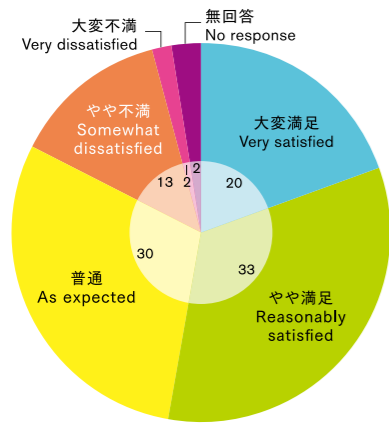 大変不満
Very dissatisfied
無回答
No response
大変満足
Very satisfied
やや不満
Somewhat
dissatisfied
2
2
13
20
30
33
普通
As expected
やや満足
Reasonably
satisfied